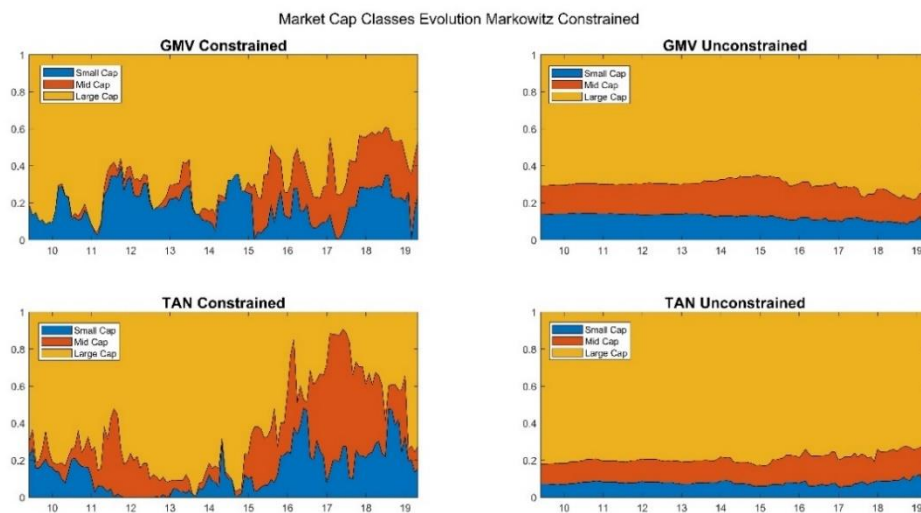 Market Cap Classes Evolution Markowitz Constrained
GMV Constrained
1
0.8
0.6
0.4
0.2
0
Small Cap
Mid Cap
Large Cap
10 11 12 13 14 15 16 17 18 19
GMV Unconstrained
1
0.8
0.6
0.4
0.2
0
Small Cap
Mid Cap
Large Cap
10 11 12 13 14 15 16 17 18 19
TAN Constrained
1
0.8
0.6
0.4
0.2
0
Small Cap
Mid Cap
Large Cap
10 11 12 13 14 15 16 17 18 19
TAN Unconstrained
1
0.8
0.6
0.4
0.2
0
Small Cap
Mid Cap
Large Cap
10 11 12 13 14 15 16 17 18 19